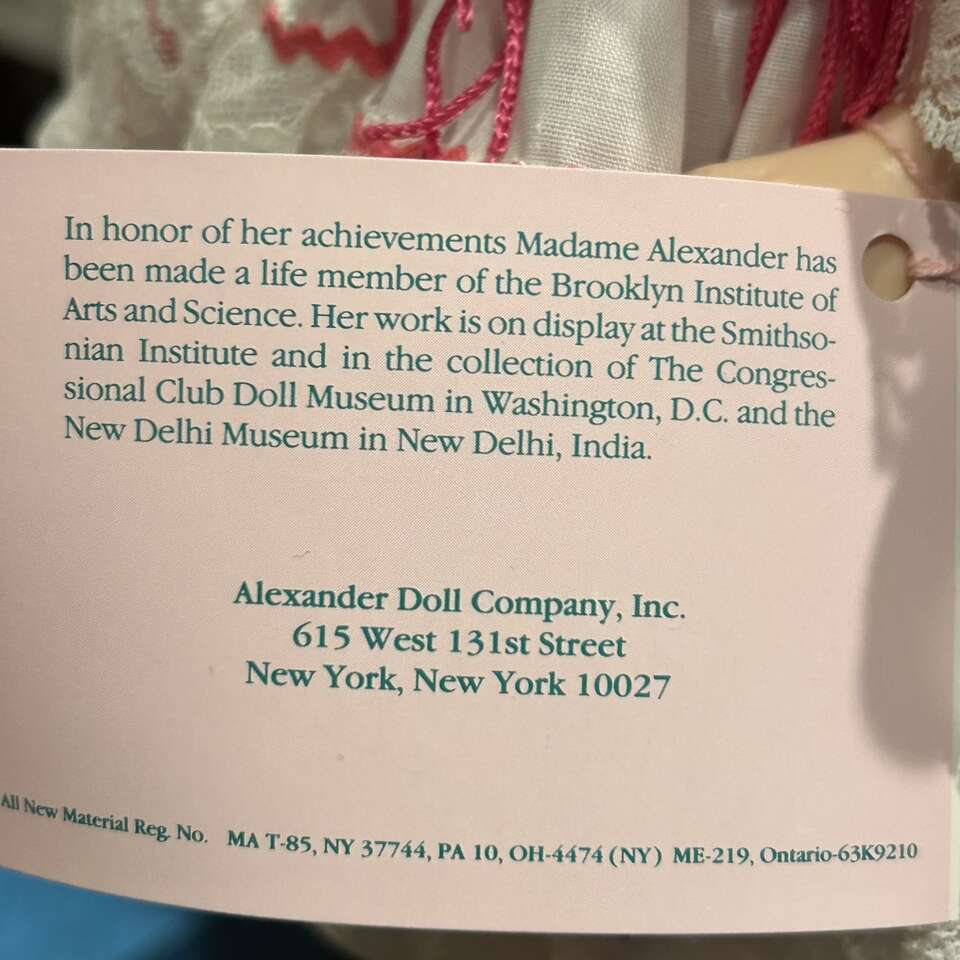 In honor of her achievements Madame Alexander has
been made a life member of the Brooklyn Institute of
Arts and Science. Her work is on display at the Smithso-
nian Institute and in the collection of The Congres-
sional Club Doll Museum in Washington, D.C. and the
New Delhi Museum in New Delhi, India.
Alexander Doll Company, Inc.
615 West 131st Street
New York, New York 10027
All New Material Reg. No. MA T-85, NY 37744, PA 10, OH-4474 (NY) ME-219, Ontario-63K9210